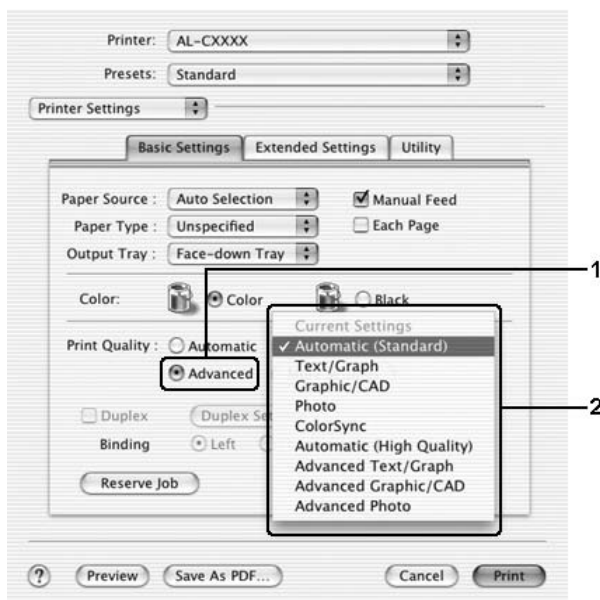 Printer: AL-CXXXX
Presets: Standard
Printer Settings
Basic Settings Extended Settings Utility
Paper Source : Auto Selection Manual Feed
Paper Type : Unspecified Each Page
Output Tray : Face-down Tray
1
Color: Color Black
Current Settings
Print Quality : Automatic ✓ Automatic (Standard)
Text/Graph
Advanced Graphic/CAD
Photo
2
Duplex Duplex Se ColorSync
Binding Left Automatic (High Quality)
Advanced Text/Graph
Reserve Job Advanced Graphic/CAD
Advanced Photo
? Preview Save As PDF... Cancel Print